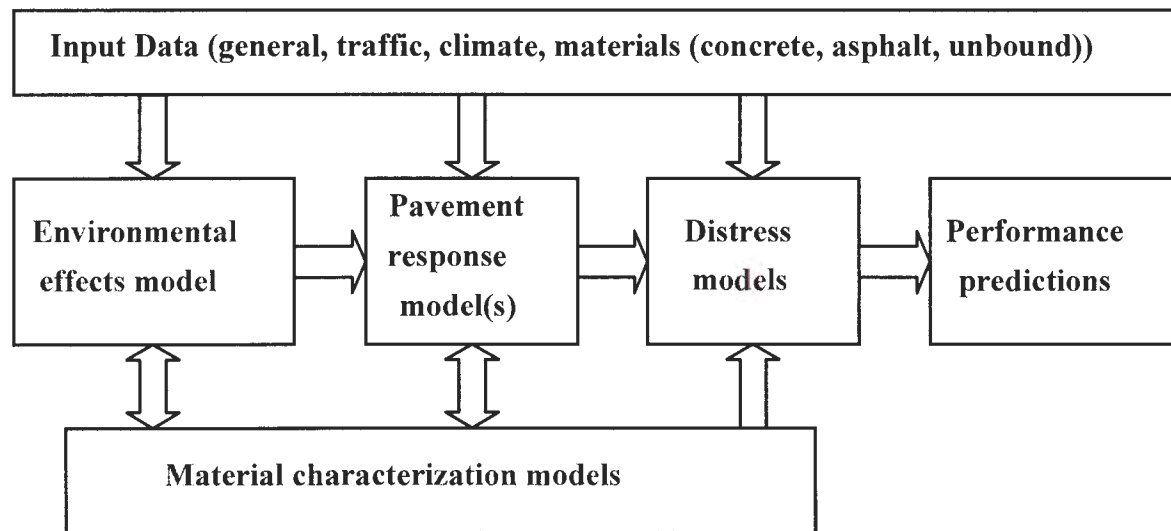 Input Data (general, traffic, climate, materials (concrete, asphalt, unbound))
Environmental
effects model
Pavement
response
model(s)
Distress
models
Performance
predictions
Material characterization models